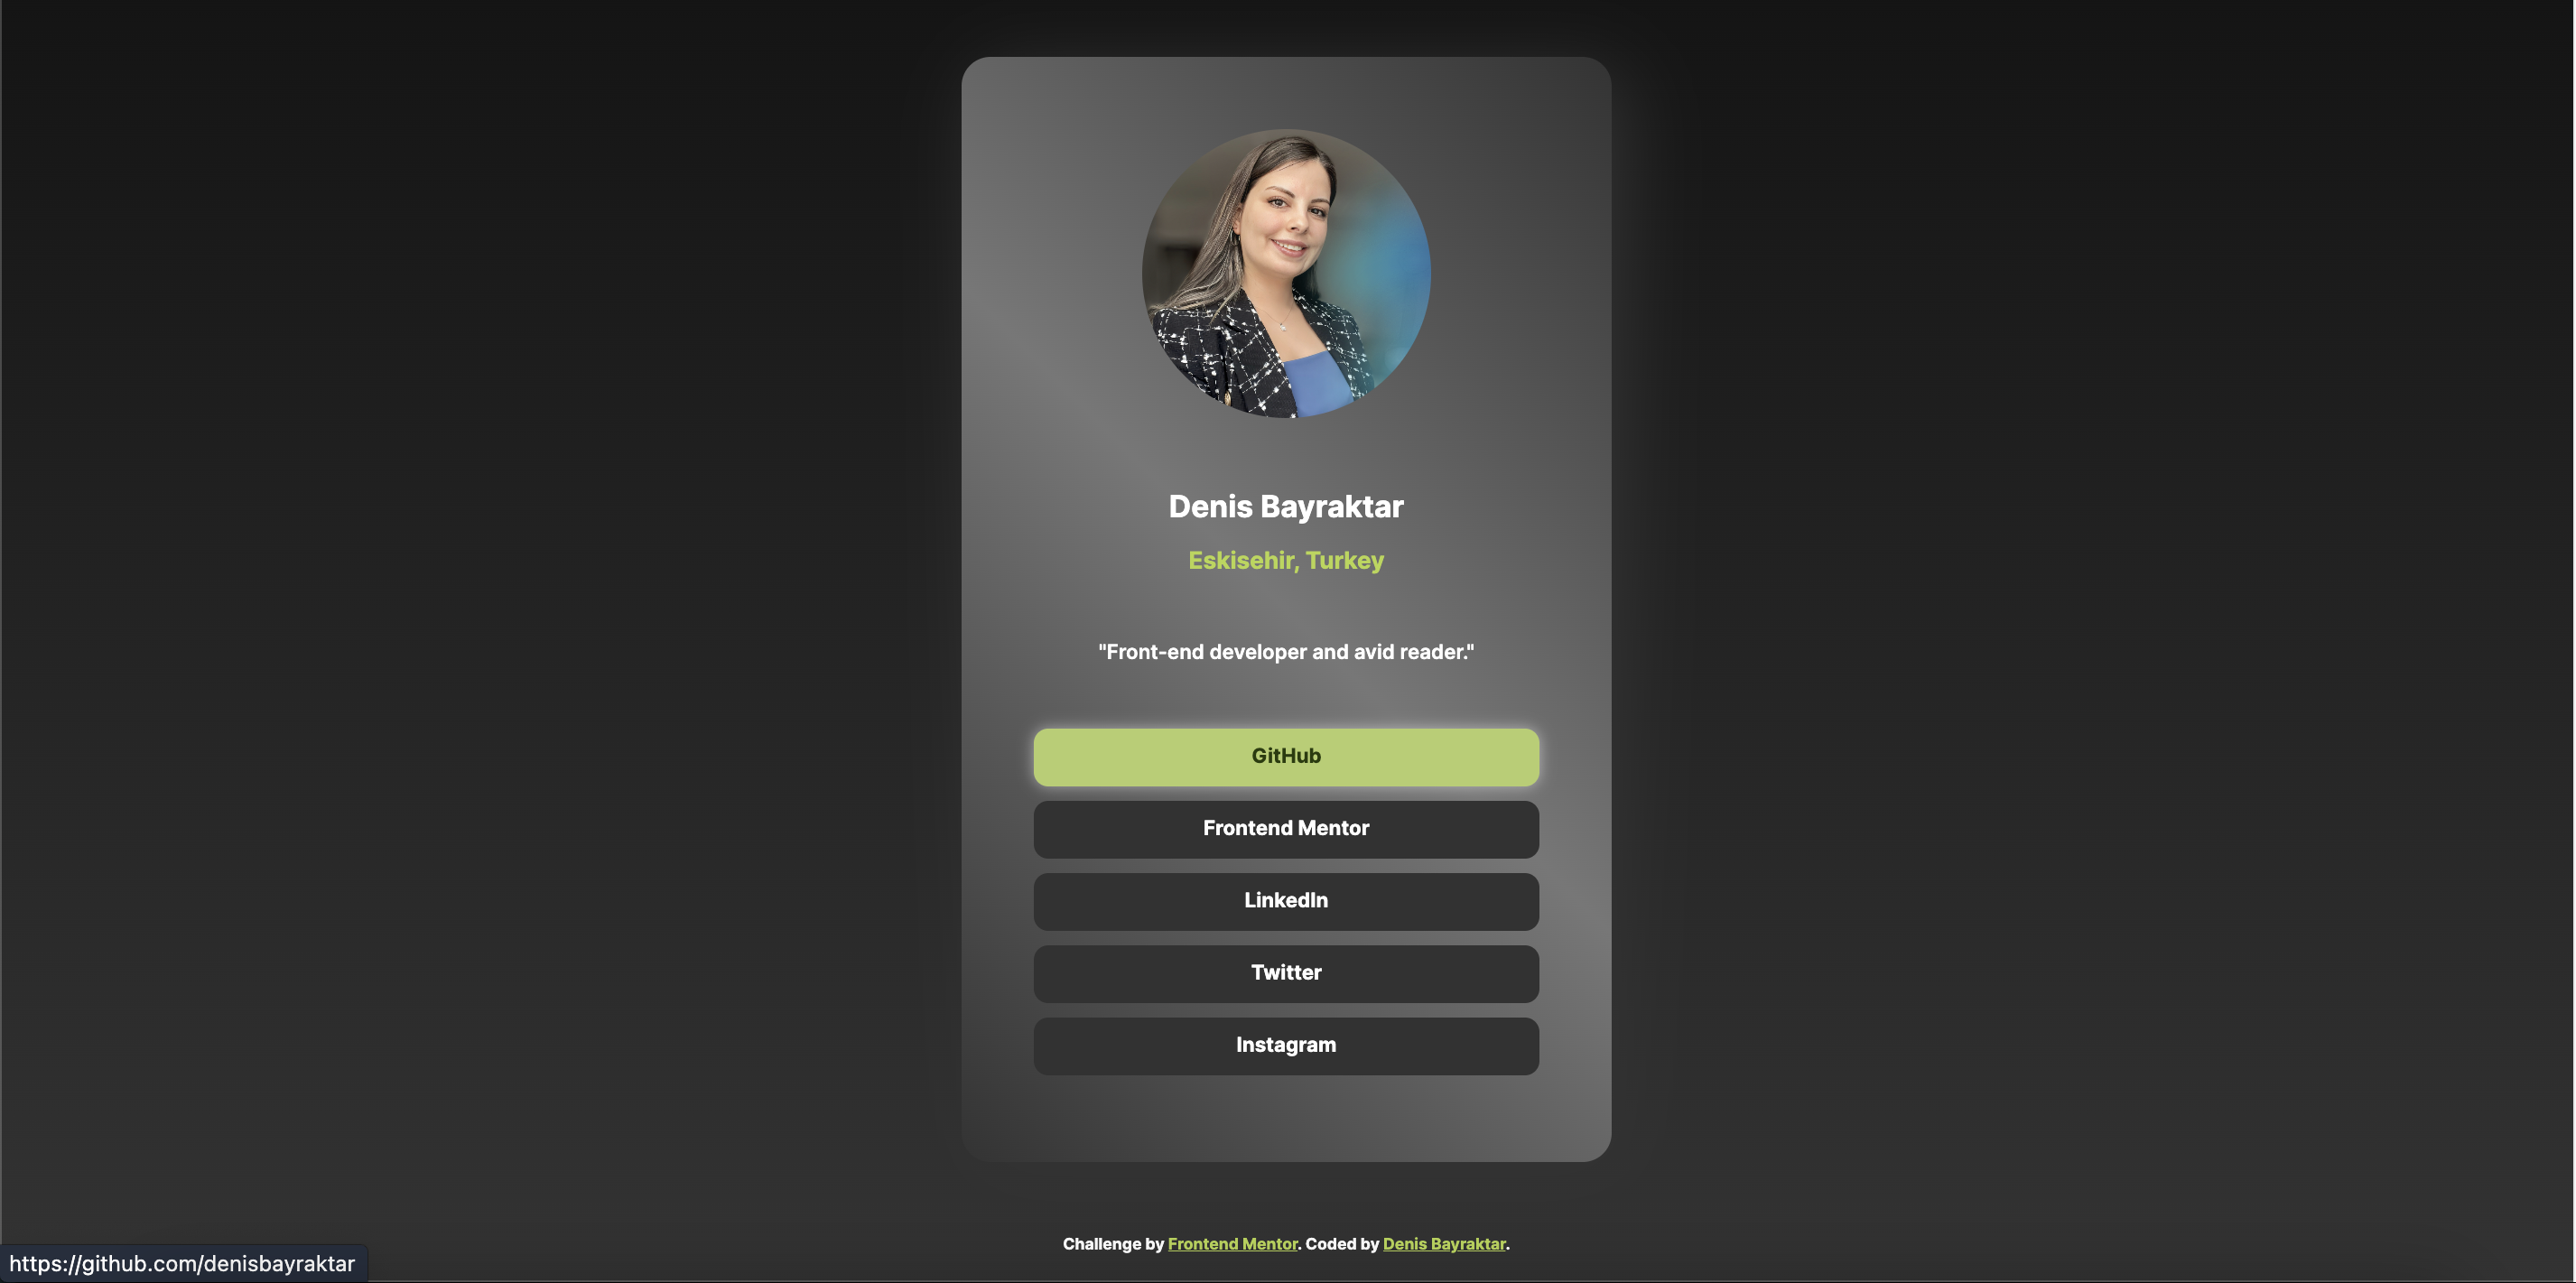 Denis Bayraktar
Eskisehir, Turkey
"Front-end developer and avid reader."
GitHub
Frontend Mentor
LinkedIn
Twitter
Instagram
Challenge by Frontend Mentor. Coded by Denis Bayraktar.
https://github.com/denisbayraktar